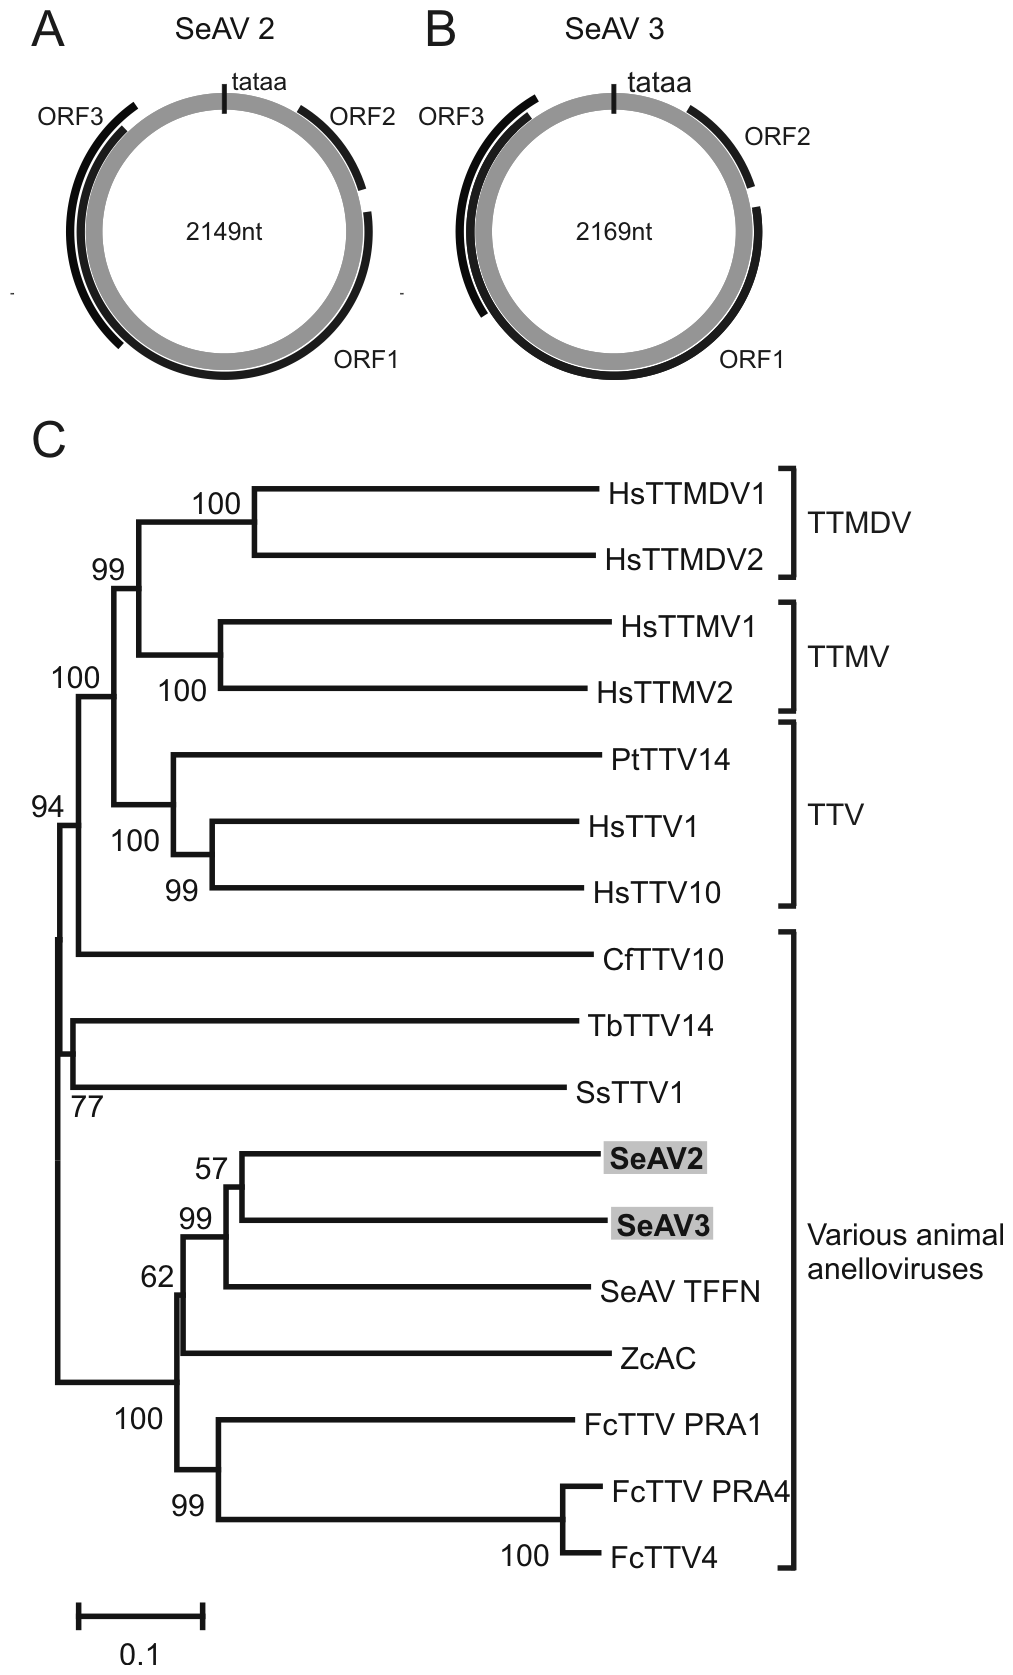 A SeAV 2
tataa
ORF3
ORF2
2149nt
ORF1
B SeAV 3
tataa
ORF3
ORF2
2169nt
ORF1
C
100
HsTTMDV1
HsTTMDV2
TTMDV
99
HsTTMV1
HsTTMV2
TTMV
100
100
PtTTV14
HsTTV1
HsTTV10
TTV
94
100
99
CfTTV10
TbTTV14
SsTTV1
77
SeAV2
57
SeAV3
99
SeAV TFFN
62
ZcAC
Various animal
anelloviruses
100
FcTTV PRA1
FcTTV PRA4
99
100
FcTTV4
0.1